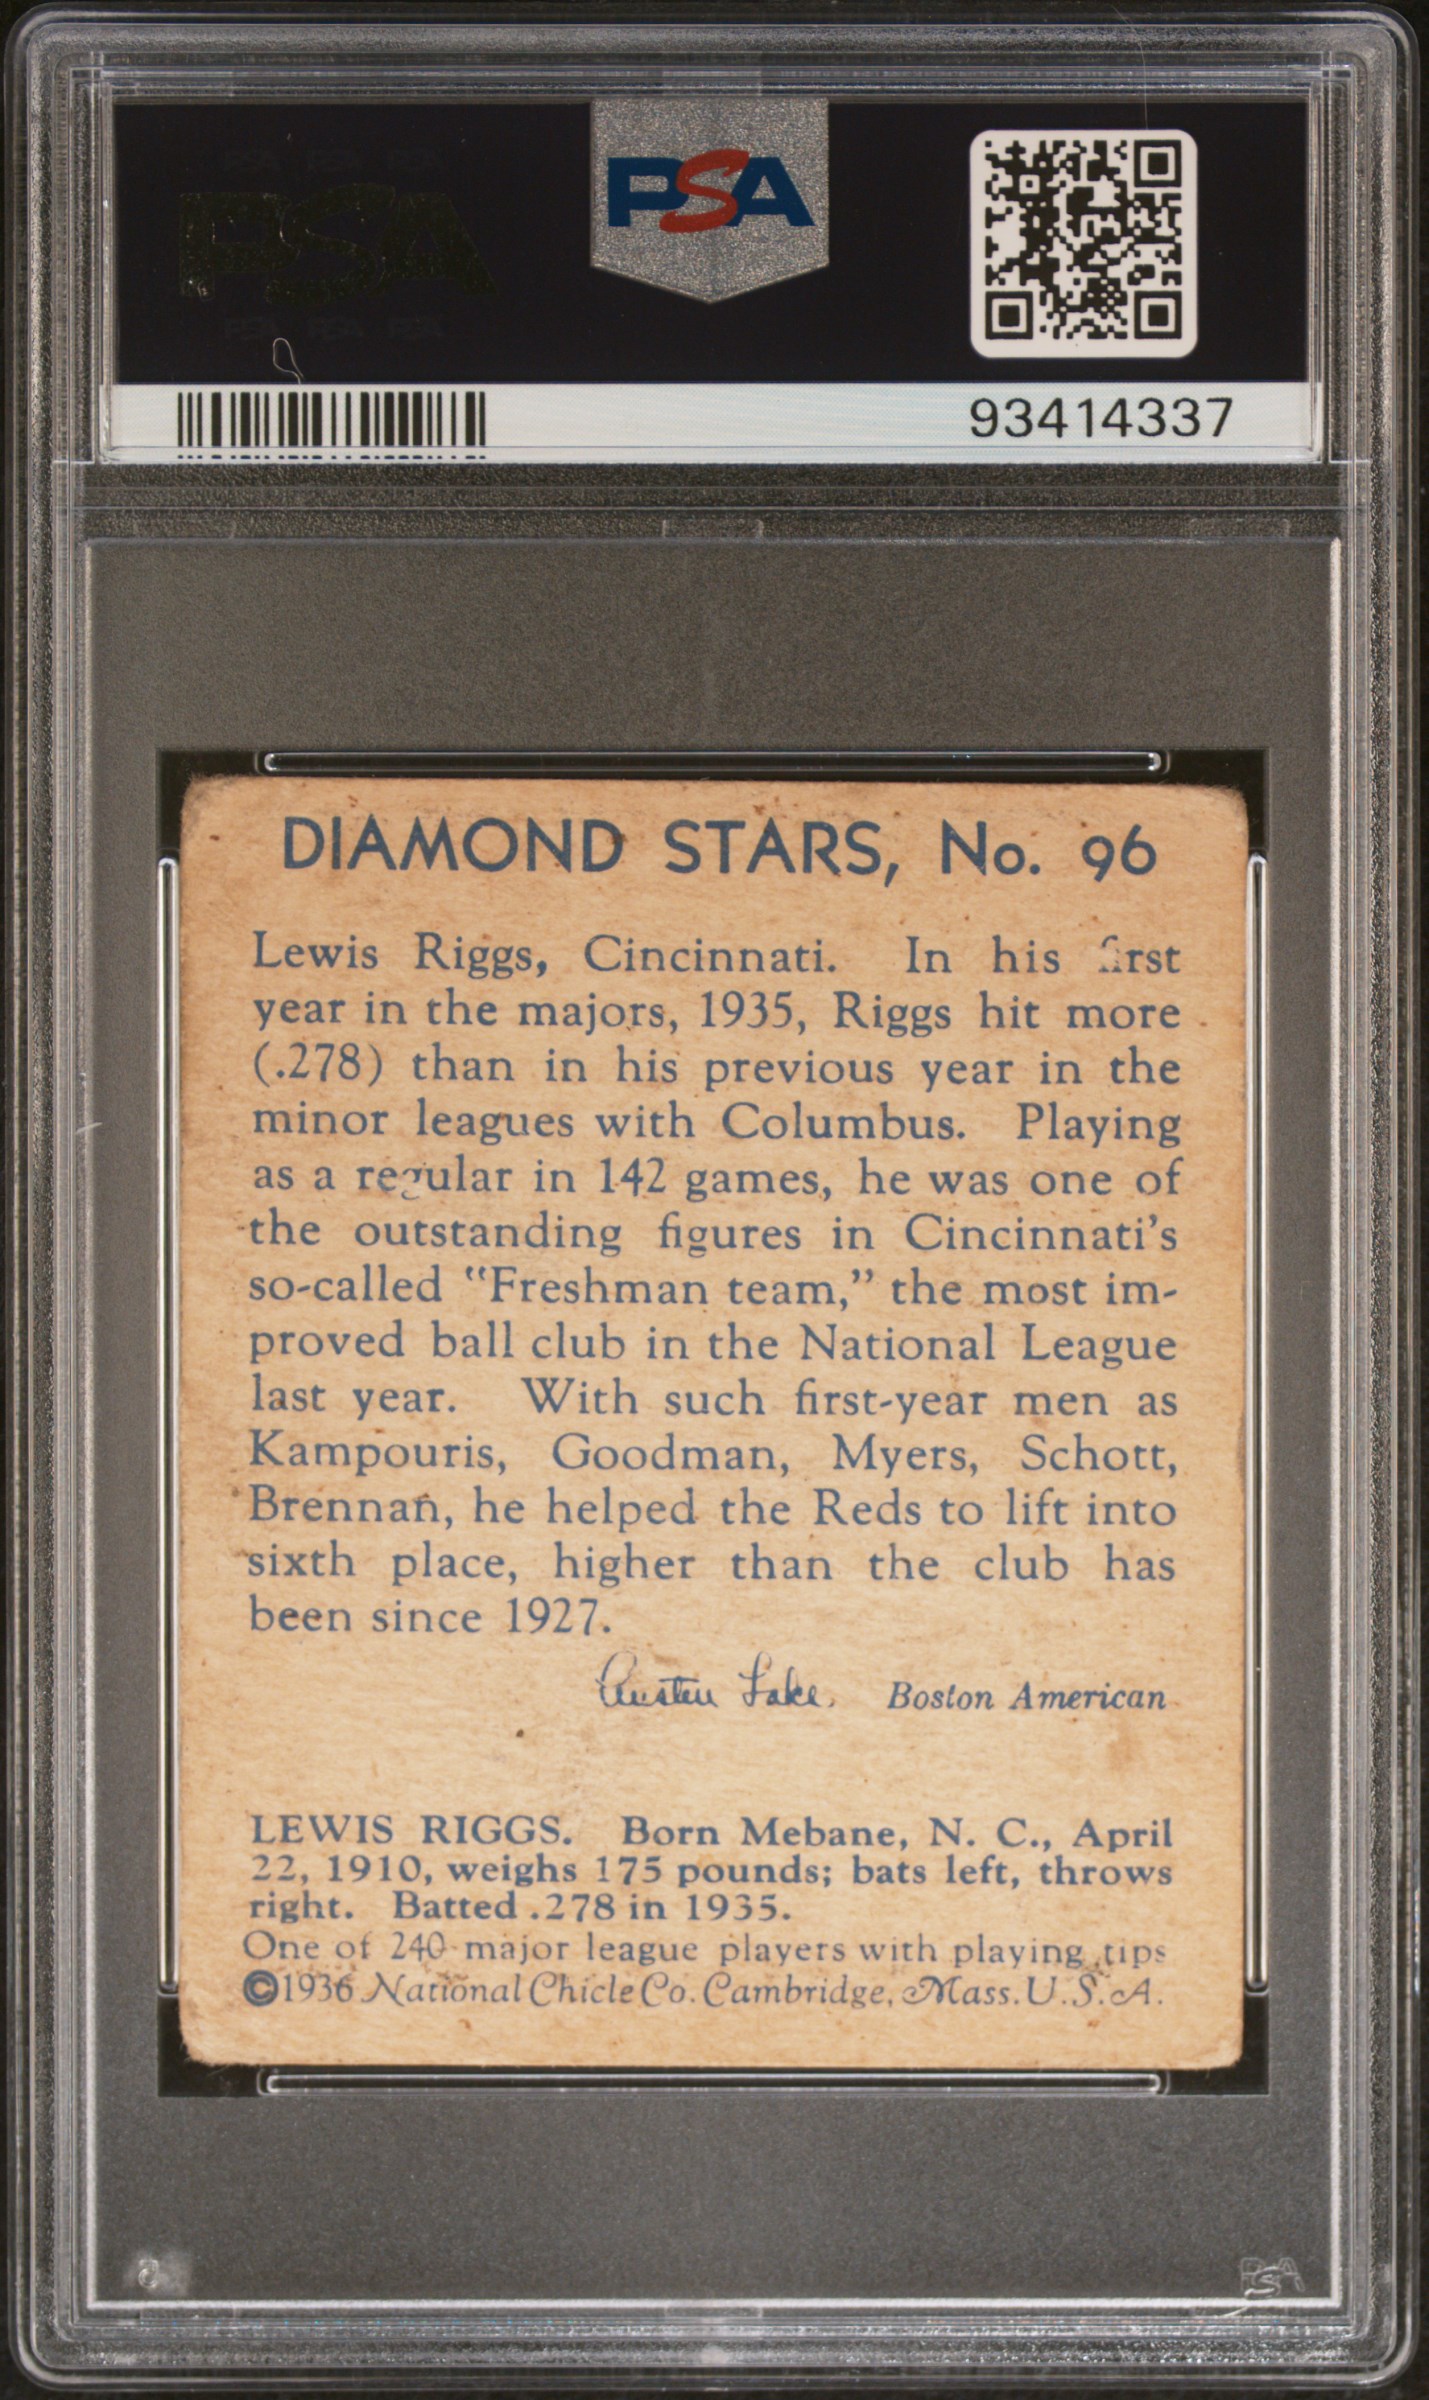 PSA
PSA
93414337
DIAMOND STARS, No. 96
Lewis Riggs, Cincinnati. In his first
year in the majors, 1935, Riggs hit more
(.278) than in his previous year in the
minor leagues with Columbus. Playing
as a regular in 142 games, he was one of
the outstanding figures in Cincinnati's
so-called "Freshman team," the most im-
proved ball club in the National League
last year. With such first-year men as
Kampouris, Goodman, Myers, Schott,
Brennan, he helped the Reds to lift into
sixth place, higher than the club has
been since 1927.
Austen Lake. Boston American
LEWIS RIGGS. Born Mebane, N. C., April
22, 1910, weighs 175 pounds; bats left, throws
right. Batted .278 in 1935.
One of 240 major league players with playing tips
©1936 National Chicle Co. Cambridge, Mass. U.S.A.
PSA